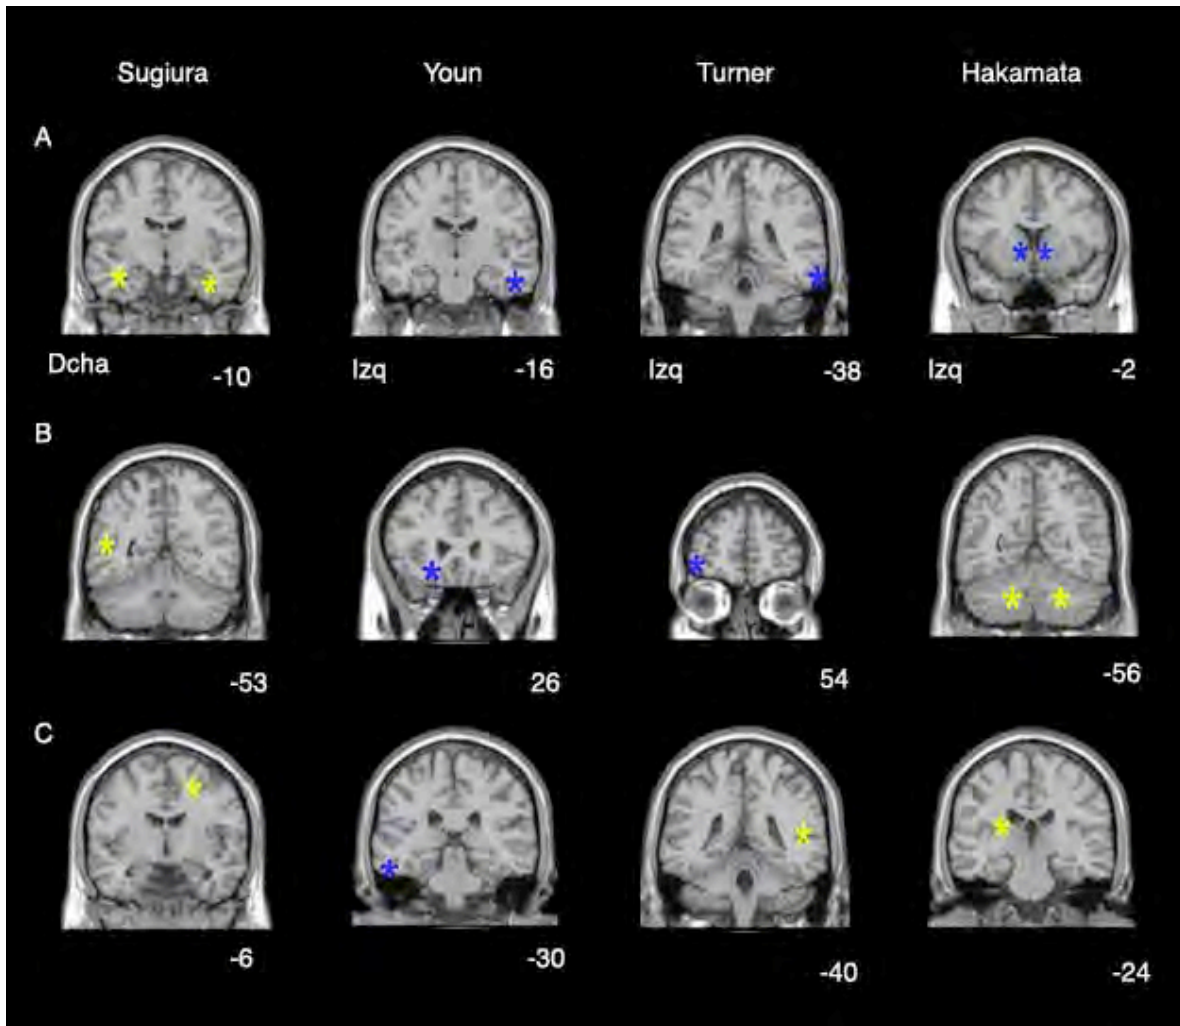 Sugiura Youn Turner Hakamata
A
Dcha -10 Izq -16 Izq -38 Izq -2
B
-53 26 54 -56
C
-6 -30 -40 -24